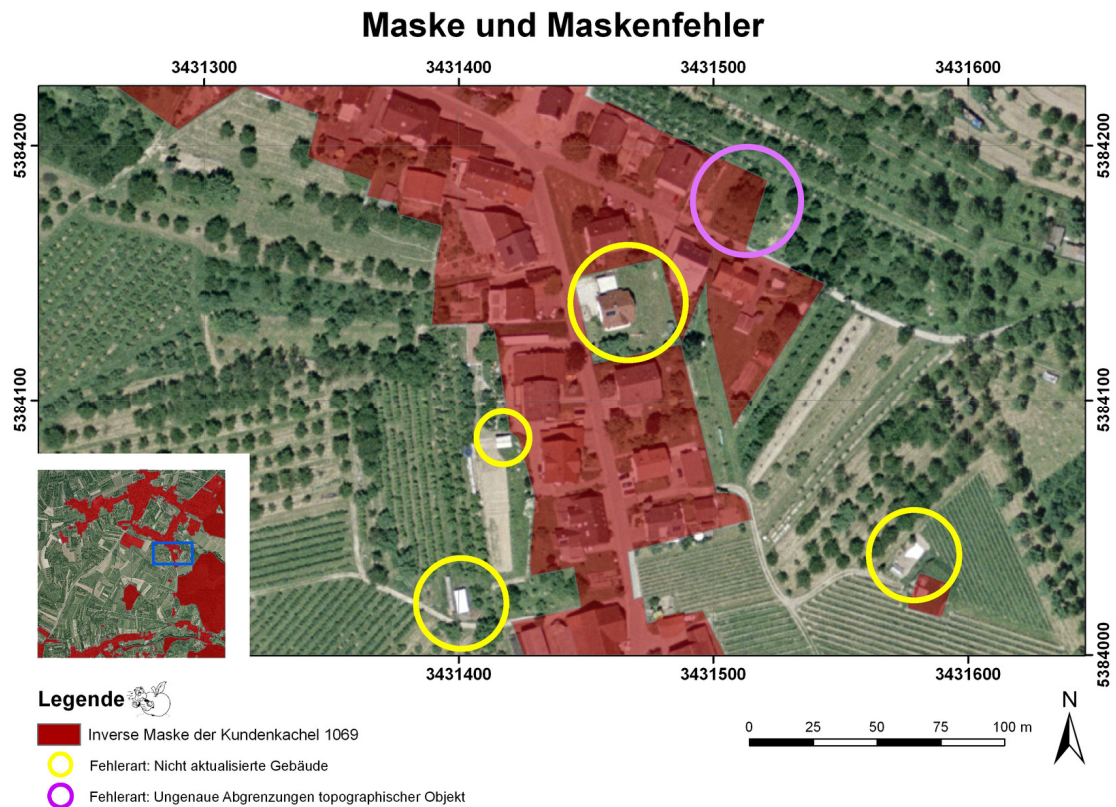 Maske und Maskenfehler
3431300 3431400 3431500 3431600
5384200 5384200
5384100 5384100
5384000
3431400 3431500 3431600
Legende
Inverse Maske der Kundenkachel 1069
Fehlerart: Nicht aktualisierte Gebäude
Fehlerart: Ungenaue Abgrenzungen topographischer Objekt
0 25 50 75 100 m
N